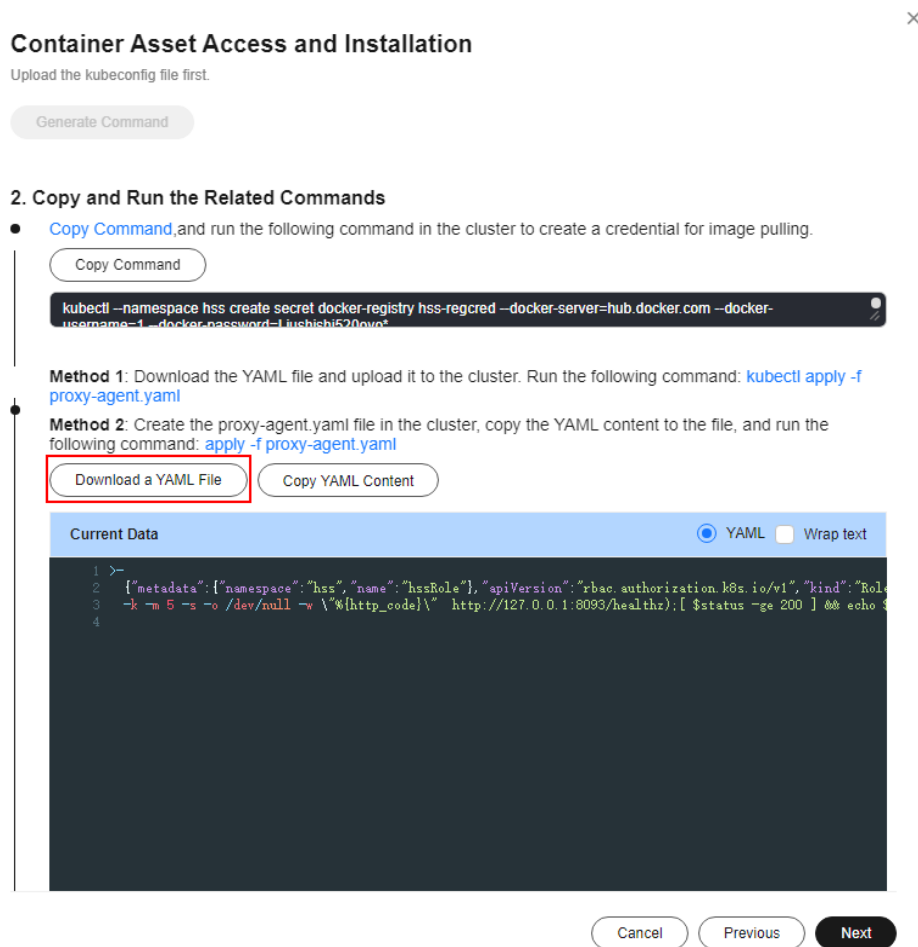 Container Asset Access and Installation
Upload the kubeconfig file first.
Generate Command
2. Copy and Run the Related Commands
Copy Command,and run the following command in the cluster to create a credential for image pulling.
Copy Command
kubectl --namespace hss create secret docker-registry hss-regcred --docker-server=hub.docker.com --docker-
username=1 --docker-password=Liushishi520ovo*
Method 1: Download the YAML file and upload it to the cluster. Run the following command: kubectl apply -f
proxy-agent.yaml
Method 2: Create the proxy-agent.yaml file in the cluster, copy the YAML content to the file, and run the
following command: apply -f proxy-agent.yaml
Download a YAML File Copy YAML Content
Current Data YAML Wrap text
1 >-
2 {"metadata":{"namespace":"hss","name":"hssRole"},"apiVersion":"rbac.authorization.k8s.io/v1","kind":"Role
3 -k -m 5 -s -o /dev/null -w \"%{http_code}\" http://127.0.0.1:8093/healthz);[ $status -ge 200 ] && echo $
4
Cancel Previous Next